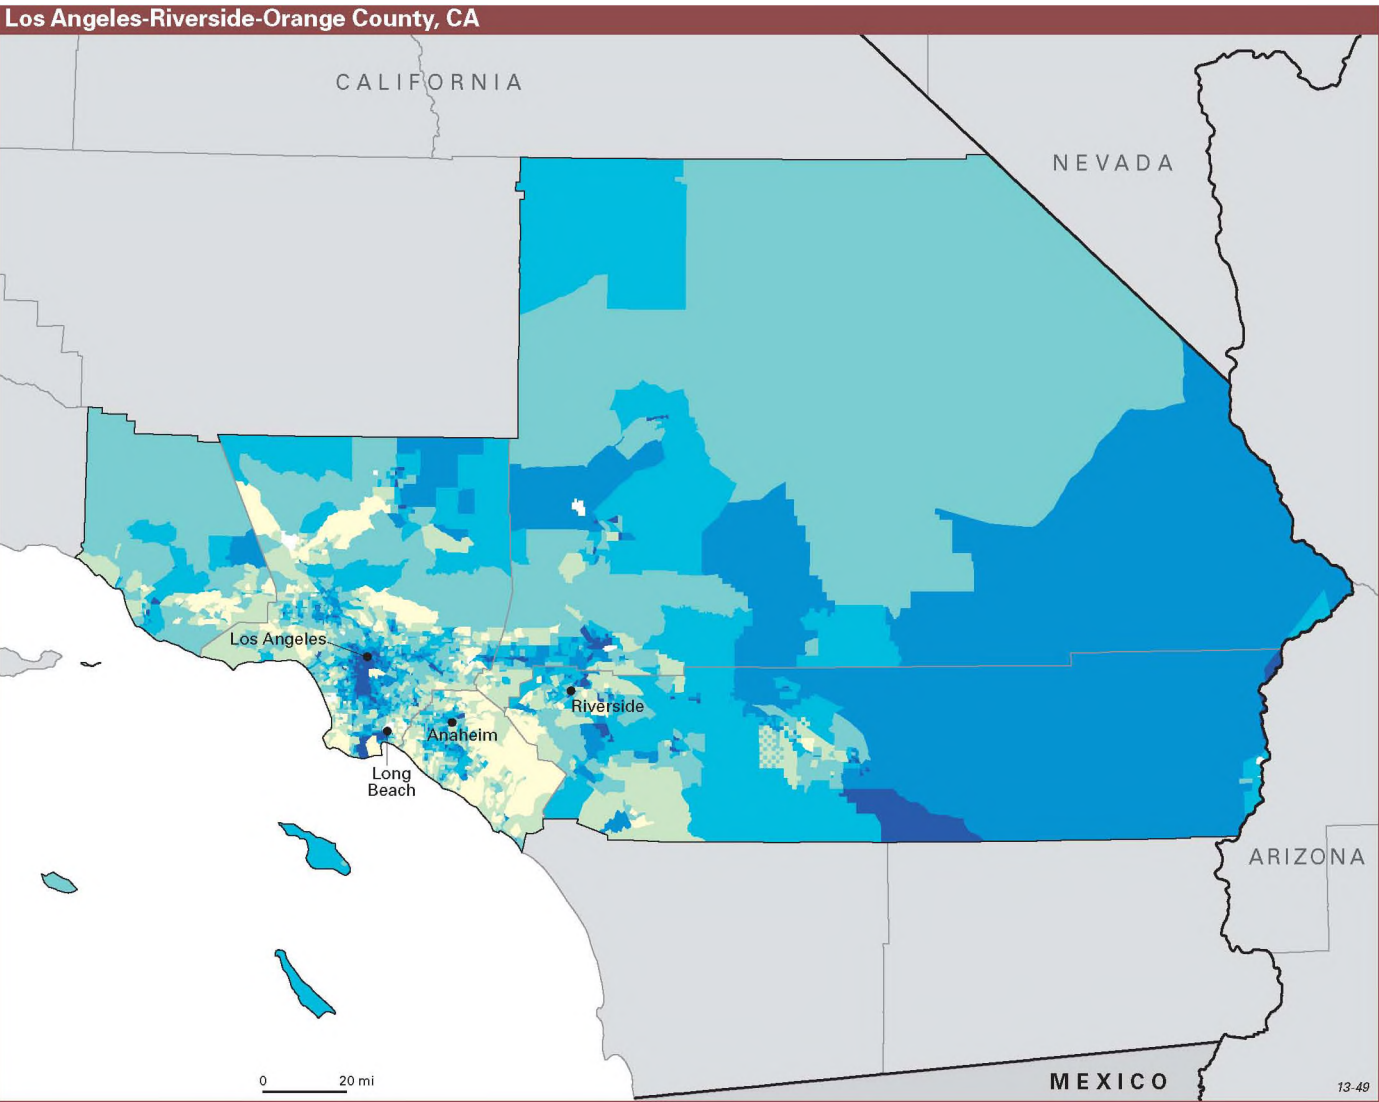 Los Angeles-Riverside-Orange County, CA
CALIFORNIA
NEVADA
Los Angeles
Riverside
Anaheim
Long
Beach
ARIZONA
0 20 mi
MEXICO
13-49